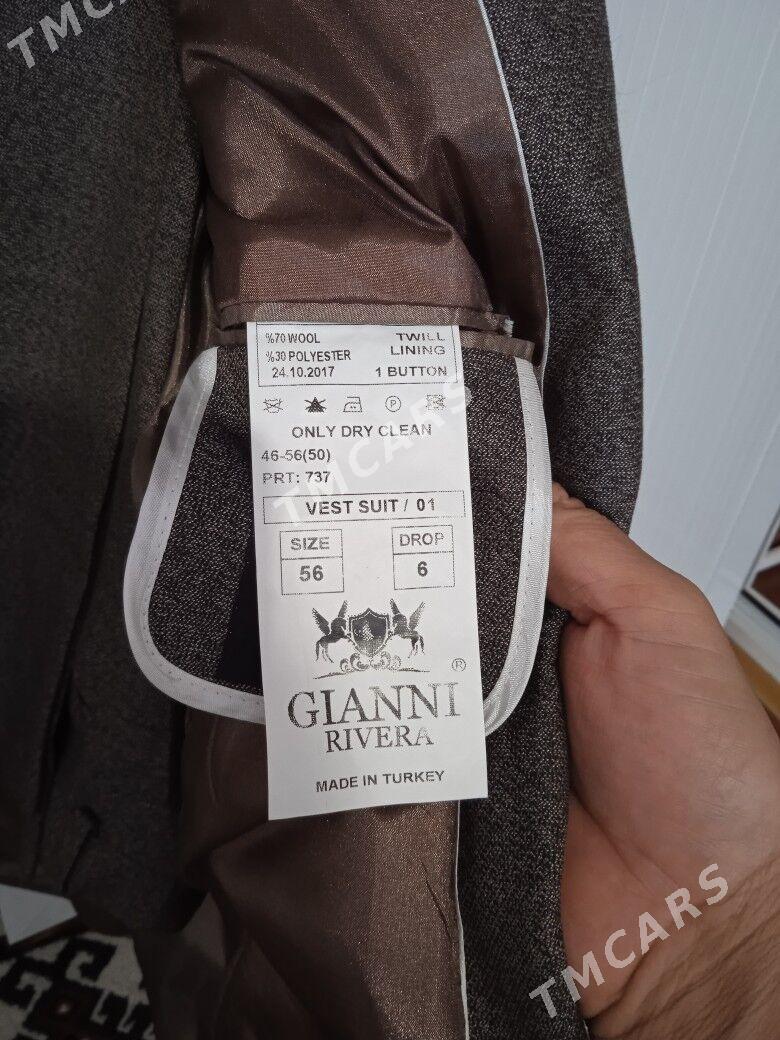 TMCARS
%70 WOOL TWILL
%30 POLYESTER LINING
24.10.2017 1 BUTTON
P
ONLY DRY CLEAN
46-56(50)
PRT: 737
TMCARS
VEST SUIT / 01
SIZE DROP
56 6
®
GIANNI
RIVERA
MADE IN TURKEY
TMCARS